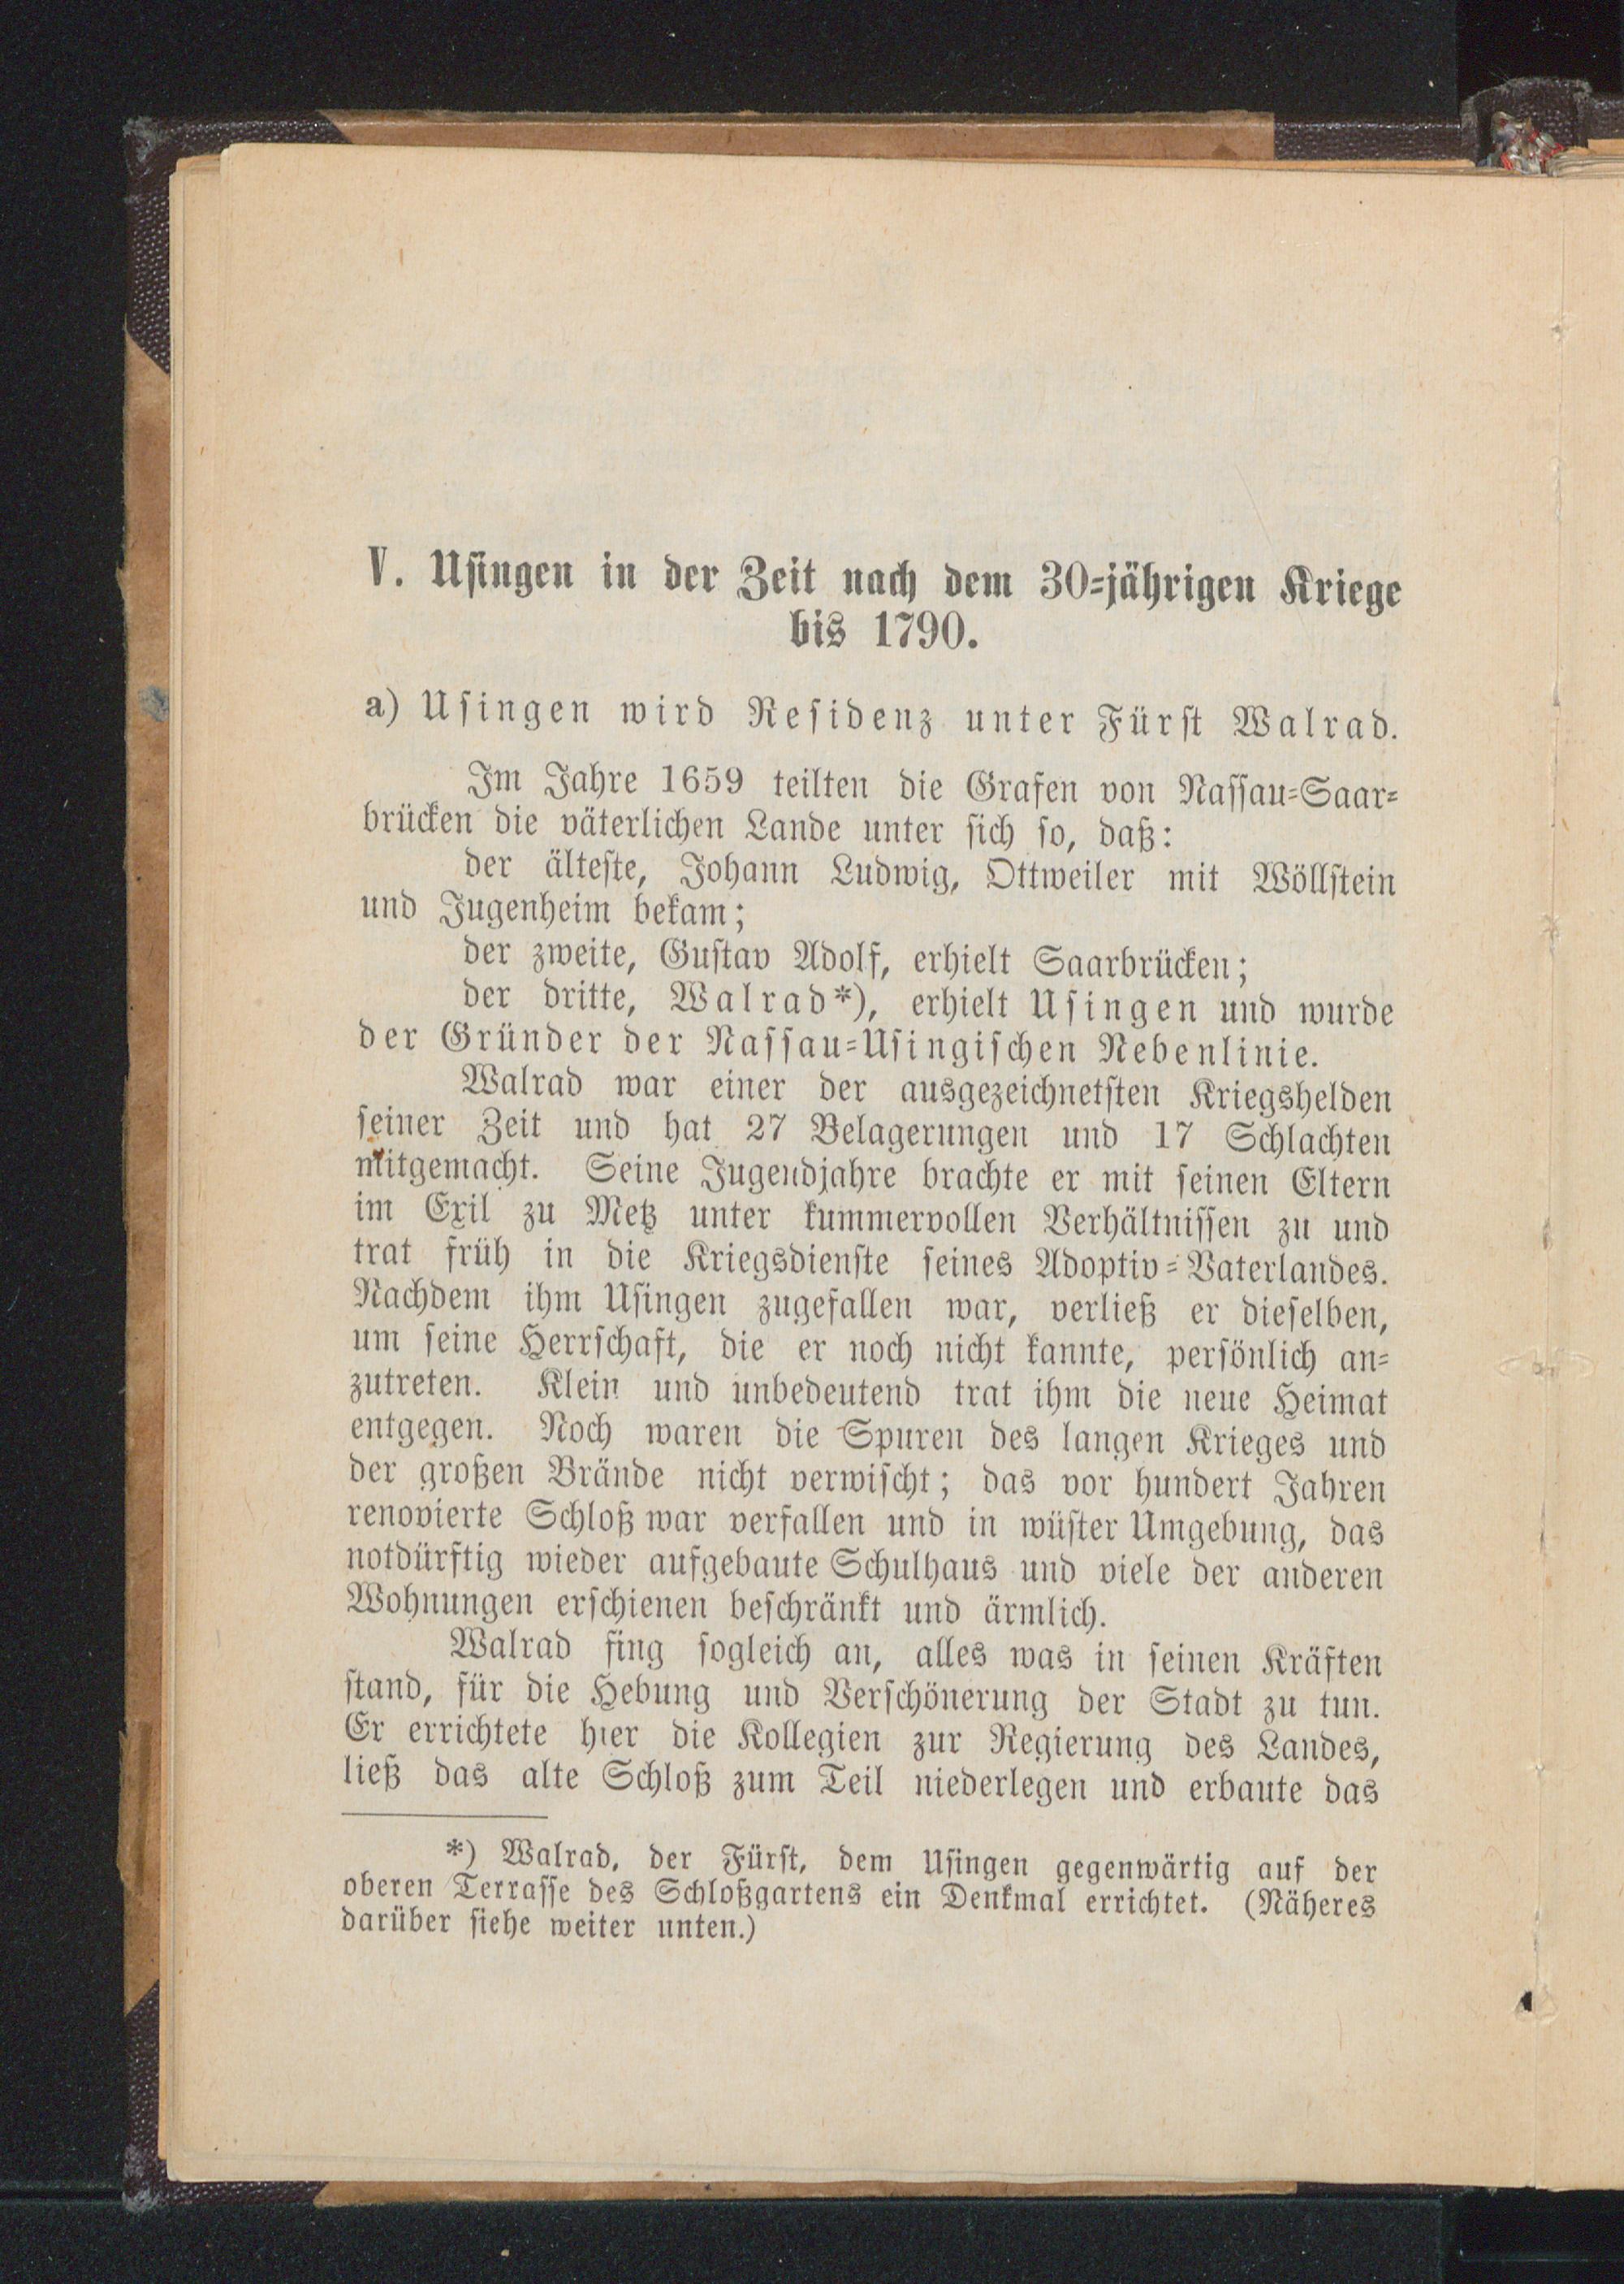 V. Usingen in der Zeit nach dem 30-jährigen Kriege
bis 1790.
a) Usingen wird Residenz unter Fürst Walrad.
Im Jahre 1659 teilten die Grafen von Nassau-Saar-
brücken die väterlichen Lande unter sich so, daß:
der älteste, Johann Ludwig, Ottweiler mit Wöllstein
und Jugenheim bekam;
der zweite, Gustav Adolf, erhielt Saarbrücken;
der dritte, Walrad*), erhielt Usingen und wurde
der Gründer der Nassau-Usingischen Nebenlinie.
Walrad war einer der ausgezeichnetsten Kriegshelden
seiner Zeit und hat 27 Belagerungen und 17 Schlachten
mitgemacht. Seine Jugendjahre brachte er mit seinen Eltern
im Exil zu Metz unter kummervollen Verhältnissen zu und
trat früh in die Kriegsdienste seines Adoptiv-Vaterlandes.
Nachdem ihm Usingen zugefallen war, verließ er dieselben,
um seine Herrschaft, die er noch nicht kannte, persönlich an-
zutreten. Klein und unbedeutend trat ihm die neue Heimat
entgegen. Noch waren die Spuren des langen Krieges und
der großen Brände nicht verwischt; das vor hundert Jahren
renovierte Schloß war verfallen und in wüster Umgebung, das
notdürftig wieder aufgebaute Schulhaus und viele der anderen
Wohnungen erschienen beschränkt und ärmlich.
Walrad fing sogleich an, alles was in seinen Kräften
stand, für die Hebung und Verschönerung der Stadt zu tun.
Er errichtete hier die Kollegien zur Regierung des Landes,
ließ das alte Schloß zum Teil niederlegen und erbaute das
*) Walrad, der Fürst, dem Usingen gegenwärtig auf der
oberen Terrasse des Schloßgartens ein Denkmal errichtet. (Näheres
darüber siehe weiter unten.)